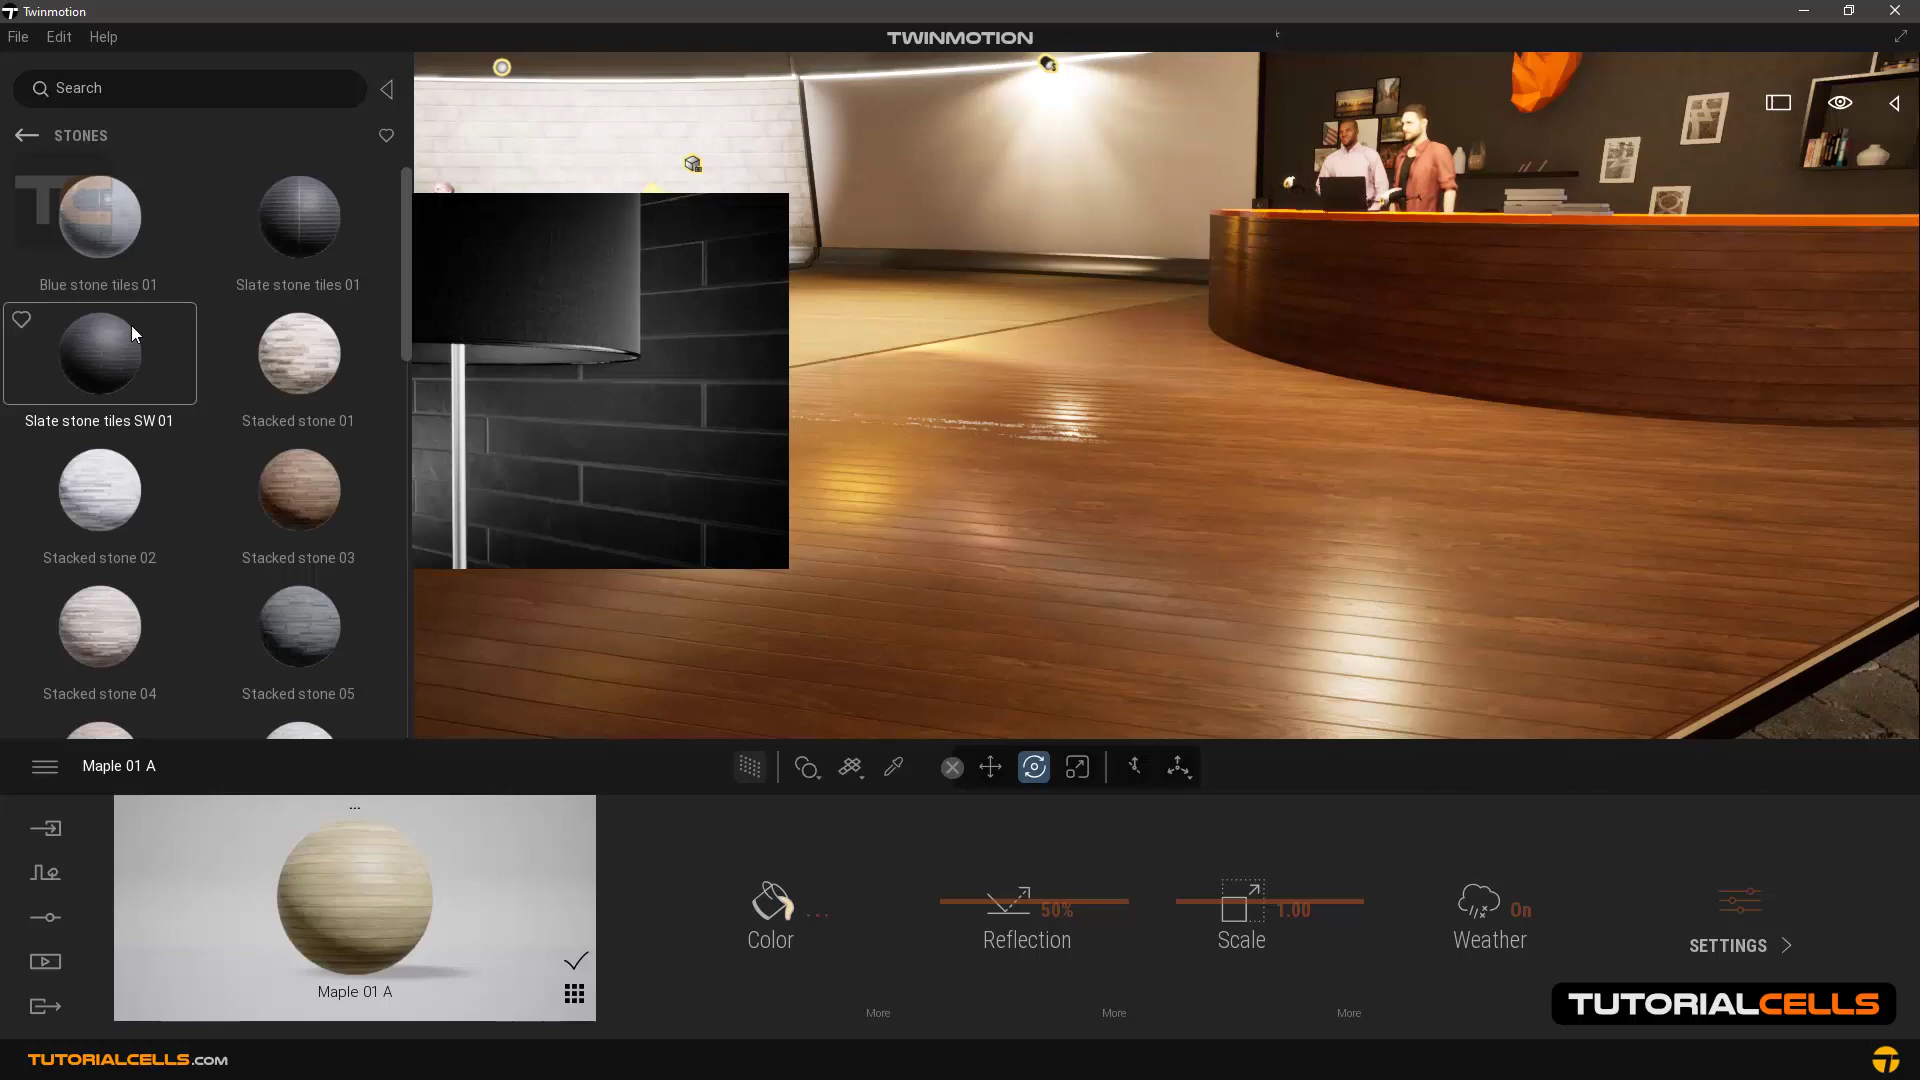 Twinmotion
File Edit Help
TWINMOTION
Search
STONES
TC
Blue stone tiles 01
Slate stone tiles 01
Slate stone tiles SW 01
Stacked stone 01
Stacked stone 02
Stacked stone 03
Stacked stone 04
Stacked stone 05
Maple 01 A
...
Maple 01 A
...
Color
50%
Reflection
1.00
Scale
On
Weather
SETTINGS
More
More
More
TUTORIALCELLS
TUTORIALCELLS.COM